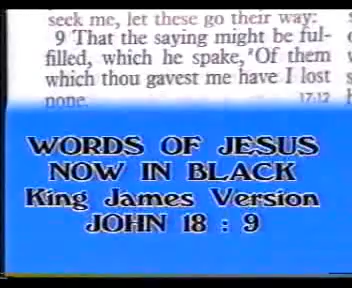 seek me, let these go their way:
9 That the saying might be ful-
filled, which he spake, "Of them
which thou gavest me have I lost
none. 17:12
WORDS OF JESUS
NOW IN BLACK
King James Version
JOHN 18 : 9